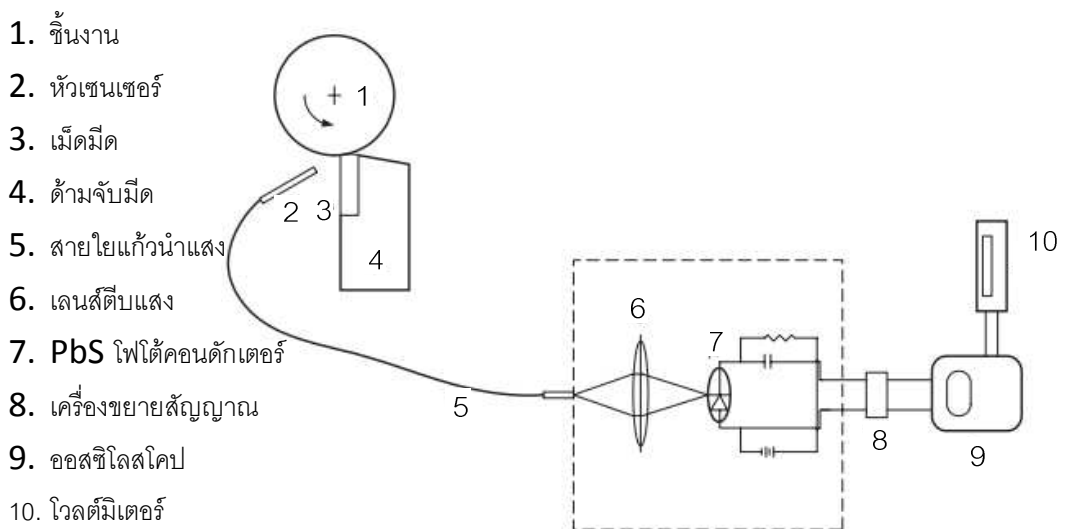 1. ชิ้นงาน
2. หัวเซนเซอร์
3. เม็ดมีด
4. ด้ามจับมีด
5. สายใยแก้วนำแสง
6. เลนส์ตีบแสง
7. PbS โฟโต้คอนดักเตอร์
8. เครื่องขยายสัญญาณ
9. ออสซิโลสโคป
10. โวลต์มิเตอร์
1
2 3
4
10
6
7
5
8
9